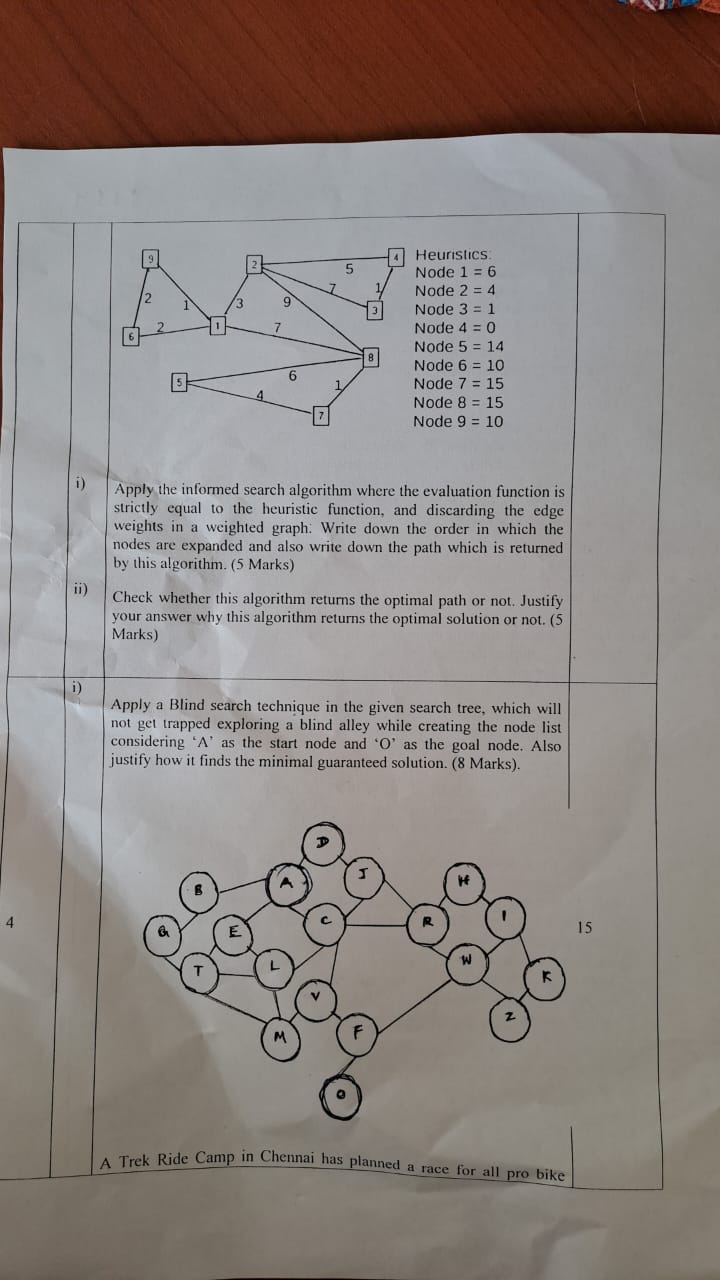 9
2
4
Heuristics:
5
Node 1 = 6
7
1
Node 2 = 4
2
1
3
9
3
Node 3 = 1
6
2
1
7
Node 4 = 0
8
Node 5 = 14
5
6
Node 6 = 10
4
1
Node 7 = 15
7
Node 8 = 15
Node 9 = 10
i)
Apply the informed search algorithm where the evaluation function is
strictly equal to the heuristic function, and discarding the edge
weights in a weighted graph. Write down the order in which the
nodes are expanded and also write down the path which is returned
by this algorithm. (5 Marks)
ii)
Check whether this algorithm returns the optimal path or not. Justify
your answer why this algorithm returns the optimal solution or not. (5
Marks)
i)
Apply a Blind search technique in the given search tree, which will
not get trapped exploring a blind alley while creating the node list
considering ‘A’ as the start node and ‘O’ as the goal node. Also
justify how it finds the minimal guaranteed solution. (8 Marks).
D
B
A
J
H
4
G
E
C
R
I
15
T
L
W
K
V
M
F
Z
O
A Trek Ride Camp in Chennai has planned a race for all pro bike